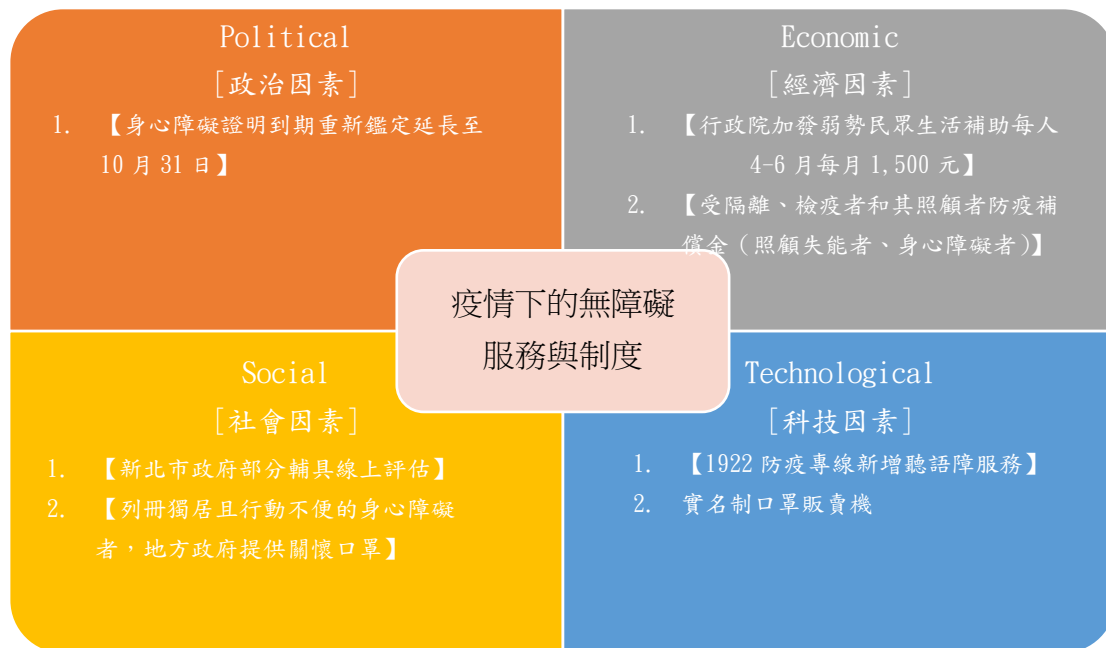 Political
[政治因素]
1. 【身心障礙證明到期重新鑑定延長至
10 月 31 日】
Economic
[經濟因素]
1. 【行政院加發弱勢民眾生活補助每人
4-6 月每月 1,500 元】
2. 【受隔離、檢疫者和其照顧者防疫補
償金（照顧失能者、身心障礙者）】
疫情下的無障礙
服務與制度
Social
[社會因素]
1. 【新北市政府部分輔具線上評估】
2. 【列冊獨居且行動不便的身心障礙
者，地方政府提供關懷口罩】
Technological
[科技因素]
1. 【1922 防疫專線新增聽語障服務】
2. 實名制口罩販賣機